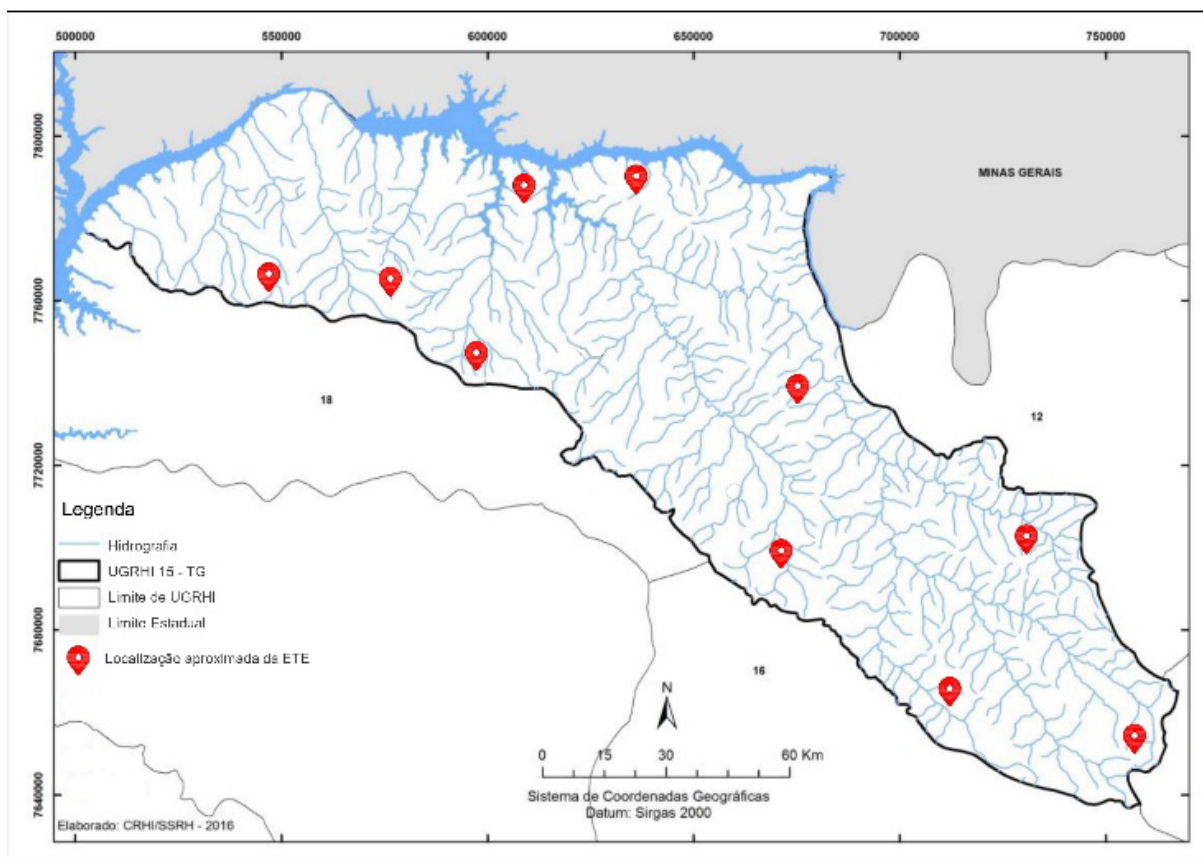 500000 550000 600000 650000 700000 750000
7800000
7760000
7720000
7680000
7640000
MINAS GERAIS
18
12
16
Legenda
Hidrografia
UGRHI 15 - TG
Limite de UGRHI
Limite Estadual
Localização aproximada da ETE
N
0 15 30 60 Km
Sistema de Coordenadas Geográficas
Datum: Sirgas 2000
Elaborado: CRHI/SSRH - 2016